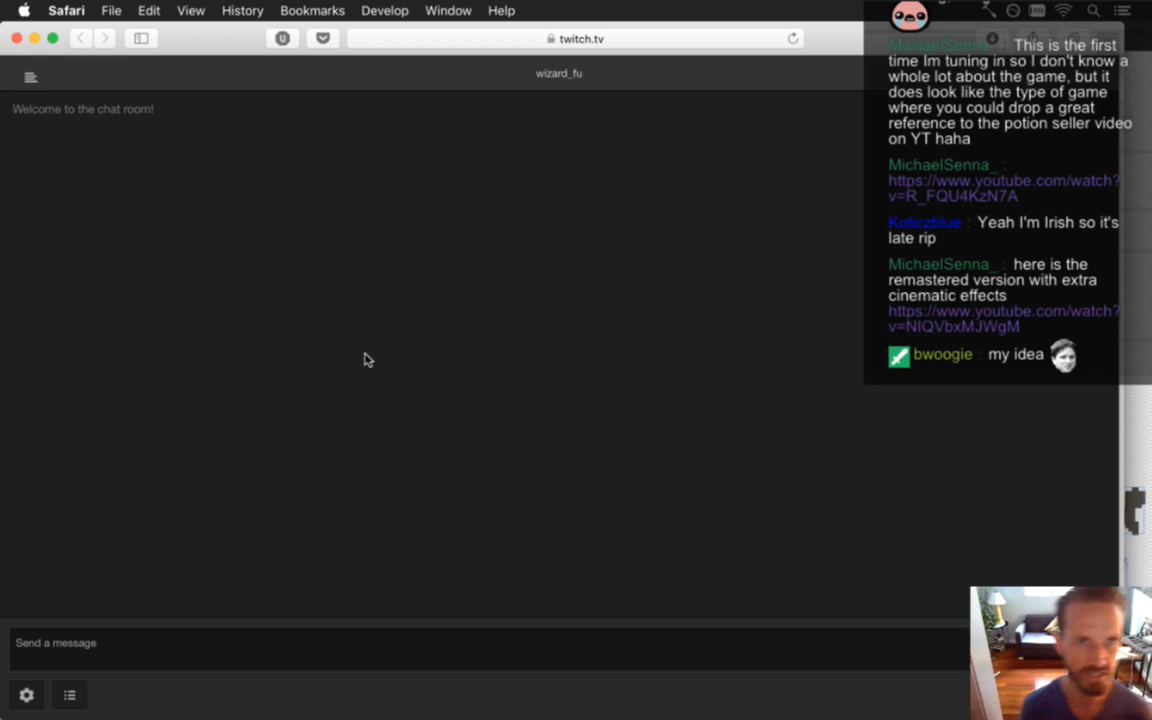 Safari File Edit View History Bookmarks Develop Window Help
twitch.tv
wizard_fu
Welcome to the chat room!
MichaelSenna_ : This is the first
time Im tuning in so I don't know a
whole lot about the game, but it
does look like the type of game
where you could drop a great
reference to the potion seller video
on YT haha
MichaelSenna_ :
https://www.youtube.com/watch?
v=R_FQU4KzN7A
Koticzblue : Yeah I'm Irish so it's
late rip
MichaelSenna_ : here is the
remastered version with extra
cinematic effects
https://www.youtube.com/watch?
v=NIQVbxMJWgM
bwoogie : my idea
Send a message